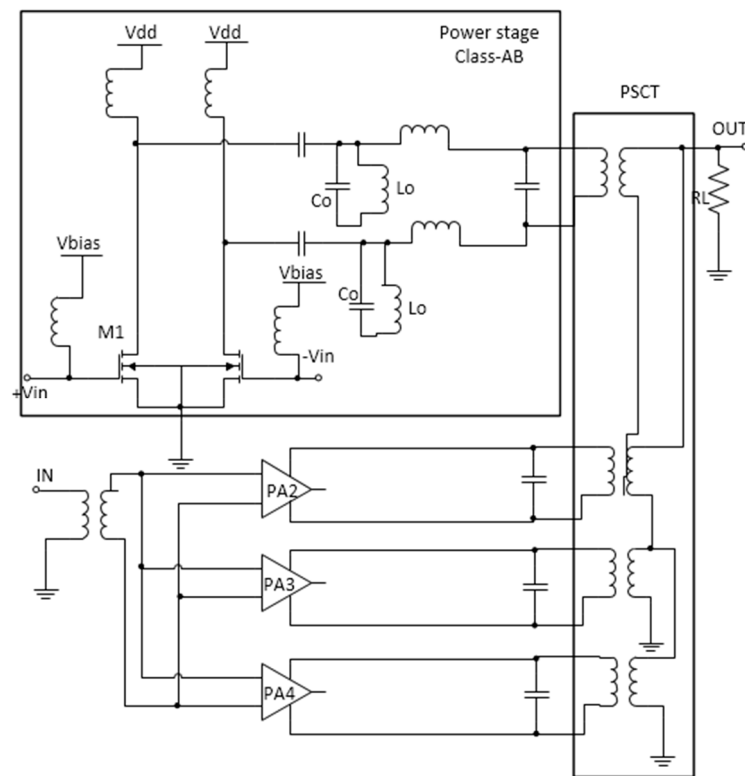 Vdd
Vdd
Power stage
Class-AB
PSCT
OUT
Co
Lo
RL
Vbias
Vbias
Co
Lo
M1
-Vin
+Vin
IN
PA2
PA3
PA4